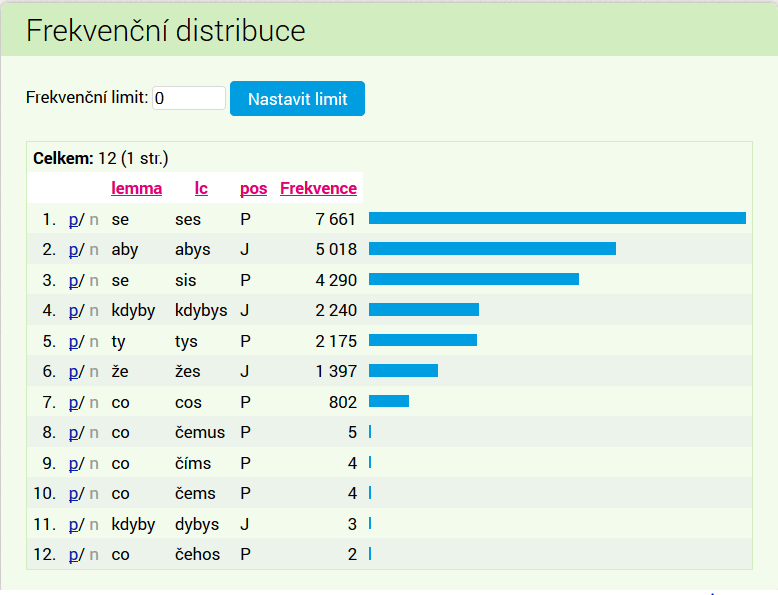 Frekvenční distribuce
Frekvenční limit: 0 Nastavit limit
Celkem: 12 (1 str.)
lemma lc pos Frekvence
1. p/ n se ses P 7 661
2. p/ n aby abys J 5 018
3. p/ n se sis P 4 290
4. p/ n kdyby kdybys J 2 240
5. p/ n ty tys P 2 175
6. p/ n že žes J 1 397
7. p/ n co cos P 802
8. p/ n co čemus P 5
9. p/ n co číms P 4
10. p/ n co čems P 4
11. p/ n kdyby dybys J 3
12. p/ n co čehos P 2